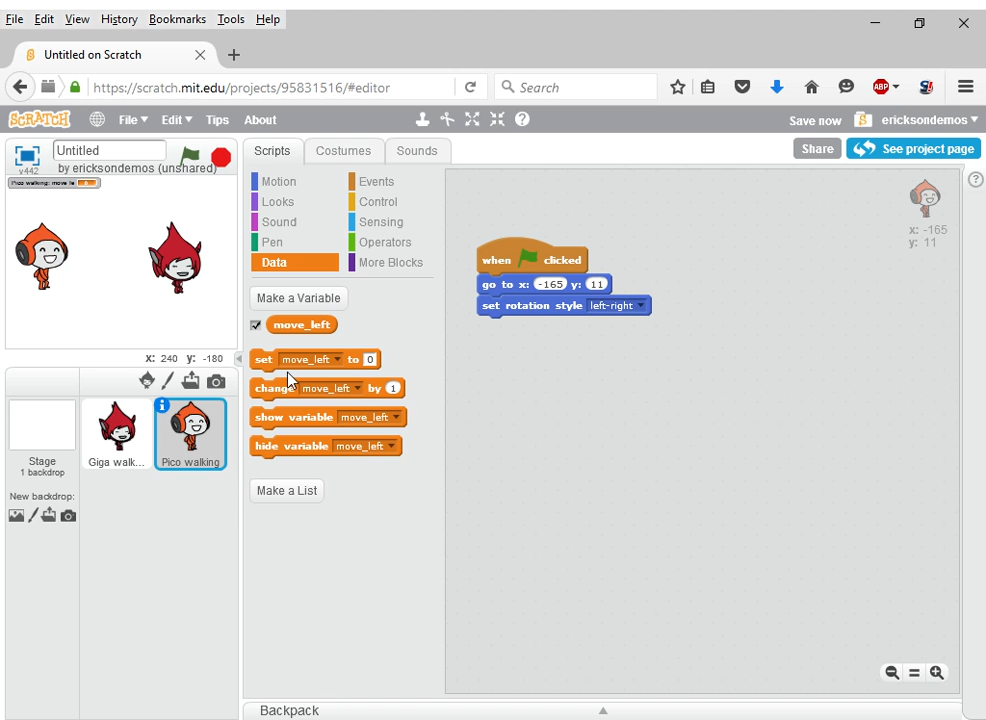 File Edit View History Bookmarks Tools Help
Untitled on Scratch
https://scratch.mit.edu/projects/95831516/#editor
Search
ABP
SCRATCH
File Edit Tips About
Save now
ericksondemos
v442
Untitled
by ericksondemos (unshared)
Scripts Costumes Sounds
Share
See project page
Pico walking: move le
Motion Events
Looks Control
Sound Sensing
Pen Operators
Data More Blocks
Make a Variable
move_left
set move_left to 0
change move_left by 1
show variable move_left
hide variable move_left
Make a List
when clicked
go to x: -165 y: 11
set rotation style left-right
x: -165
y: 11
x: 240 y: -180
Giga walk...
Pico walking
Stage
1 backdrop
New backdrop:
Backpack